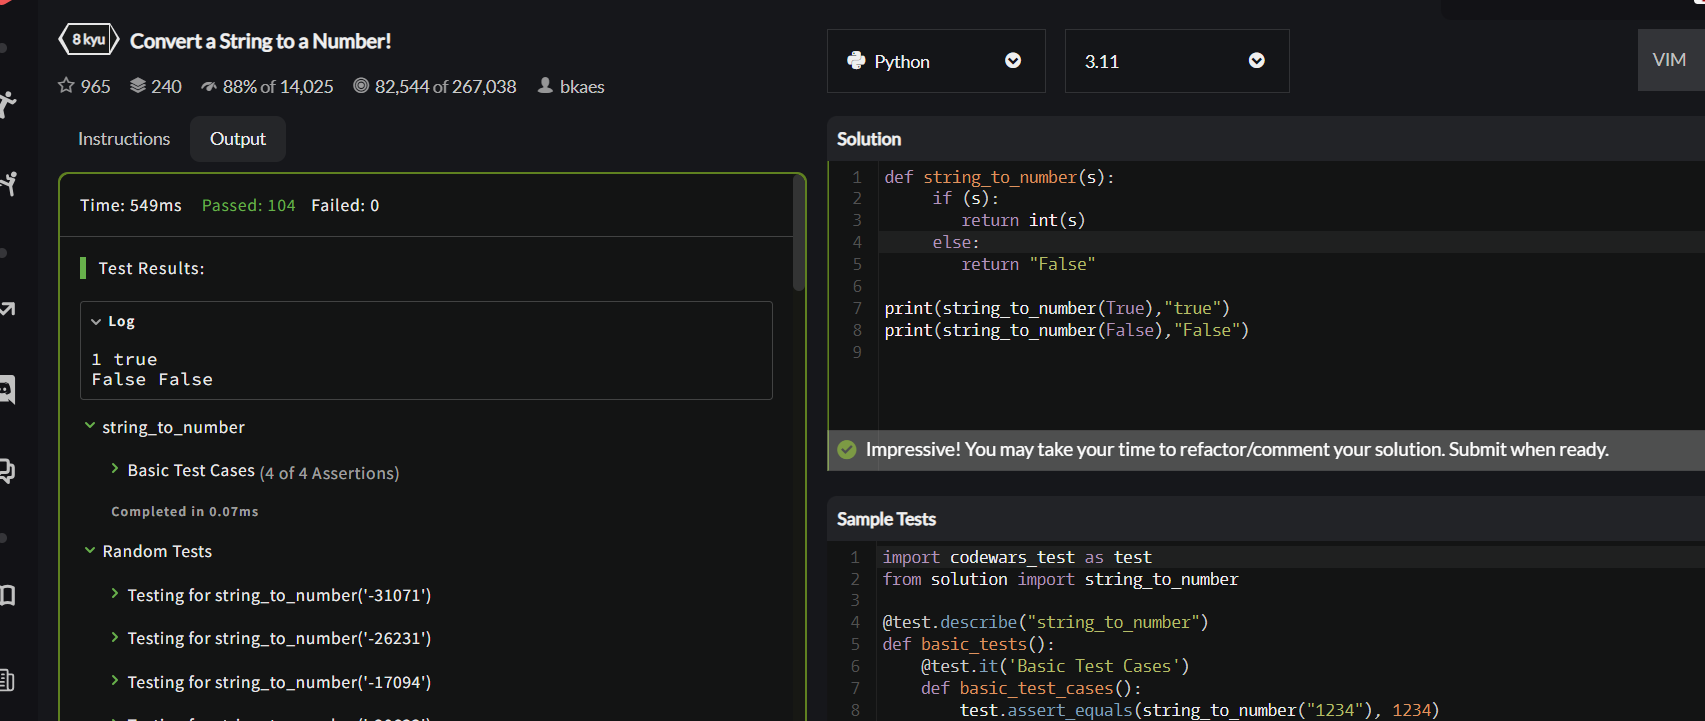 8 kyu Convert a String to a Number!
965 240 88% of 14,025 82,544 of 267,038 bkaes
Instructions Output
Time: 549ms Passed: 104 Failed: 0
Test Results:
Log
1 true
False False
string_to_number
Basic Test Cases (4 of 4 Assertions)
Completed in 0.07ms
Random Tests
Testing for string_to_number('-31071')
Testing for string_to_number('-26231')
Testing for string_to_number('-17094')
Python 3.11 VIM
Solution
1 def string_to_number(s):
2 if (s):
3 return int(s)
4 else:
5 return "False"
6
7 print(string_to_number(True),"true")
8 print(string_to_number(False),"False")
9
Impressive! You may take your time to refactor/comment your solution. Submit when ready.
Sample Tests
1 import codewars_test as test
2 from solution import string_to_number
3
4 @test.describe("string_to_number")
5 def basic_tests():
6 @test.it('Basic Test Cases')
7 def basic_test_cases():
8 test.assert_equals(string_to_number("1234"), 1234)